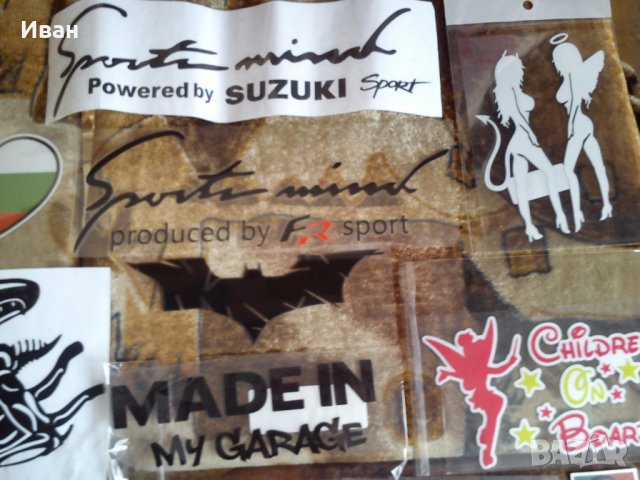 Иван
Sports mind
Powered by SUZUKI Sport
Sports mind
produced by FR sport
MADE IN
MY GARAGE
CHILDREN
ON
BOARD
BAZAR